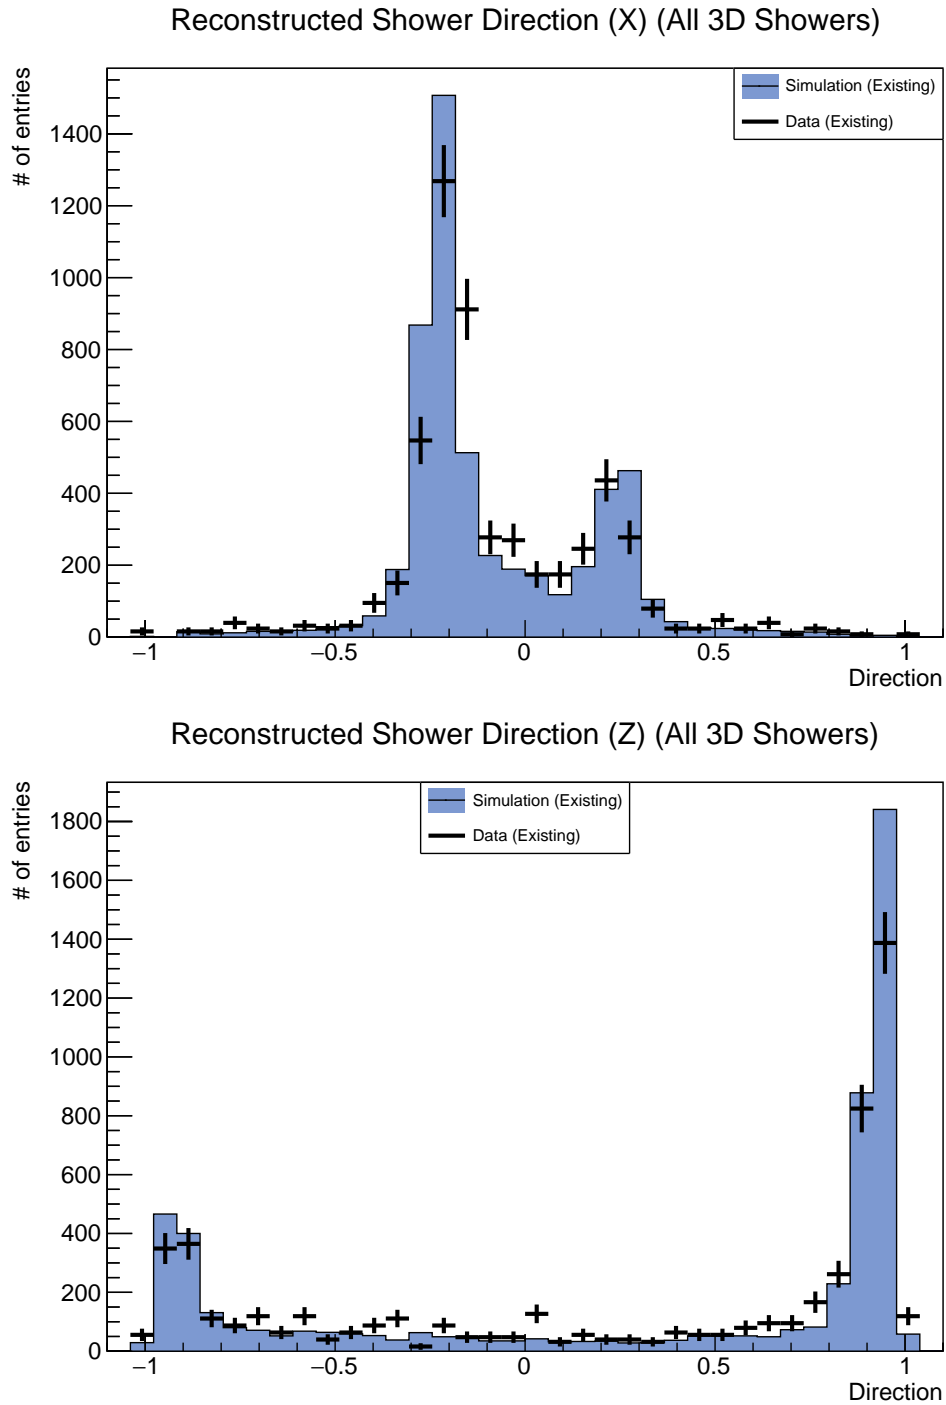 Reconstructed Shower Direction (X) (All 3D Showers)
# of entries
Simulation (Existing)
Data (Existing)
1400
1200
1000
800
600
400
200
0
−1 −0.5 0 0.5 1
Direction
Reconstructed Shower Direction (Z) (All 3D Showers)
# of entries
Simulation (Existing)
Data (Existing)
1800
1600
1400
1200
1000
800
600
400
200
0
−1 −0.5 0 0.5 1
Direction